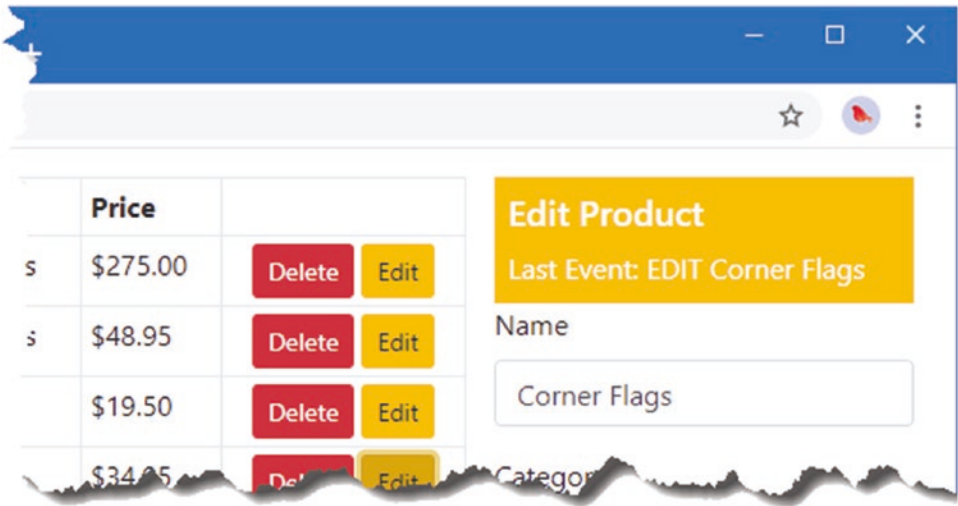 Price
s $275.00 Delete Edit
s $48.95 Delete Edit
$19.50 Delete Edit
Edit
Edit Product
Last Event: EDIT Corner Flags
Name
Corner Flags